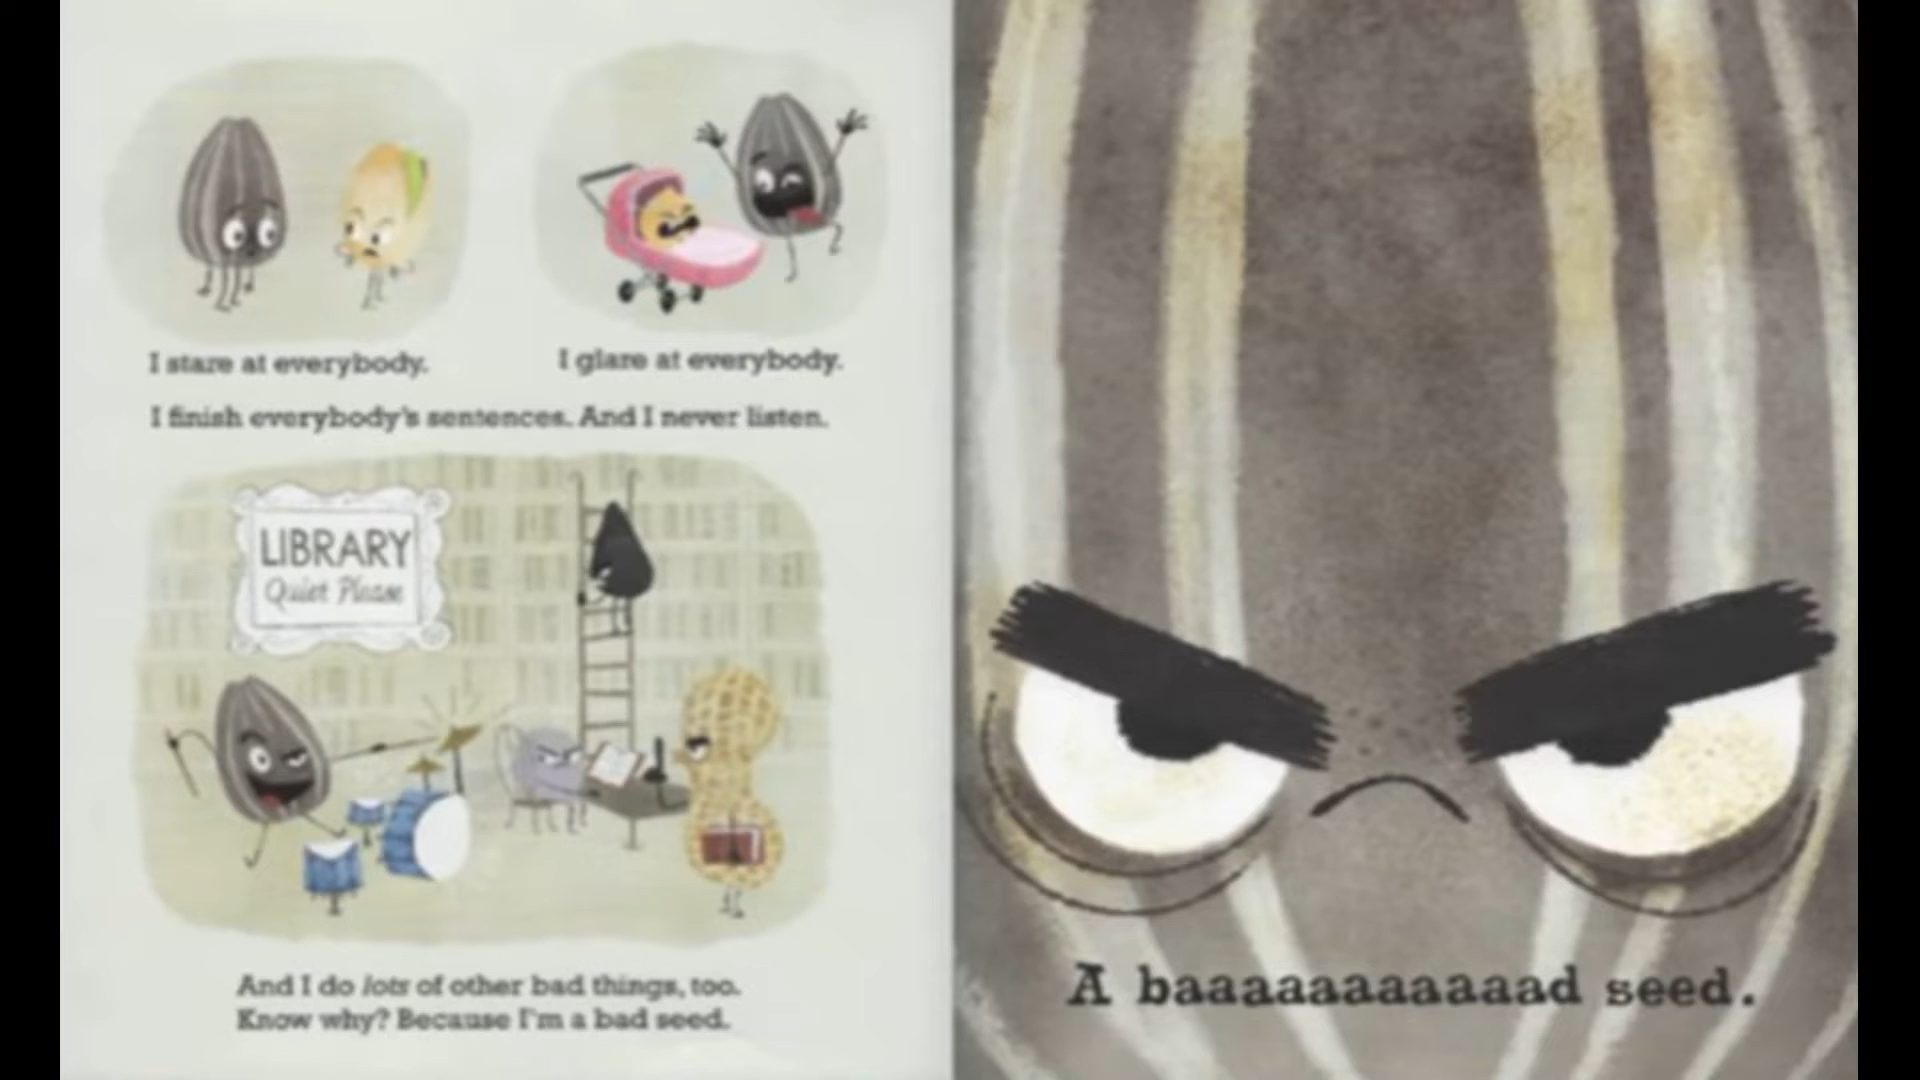 I stare at everybody.
I glare at everybody.
I finish everybody's sentences. And I never listen.
LIBRARY
Quiet Please
And I do lots of other bad things, too.
Know why? Because I'm a bad seed.
A baaaaaaaaaaaad seed.